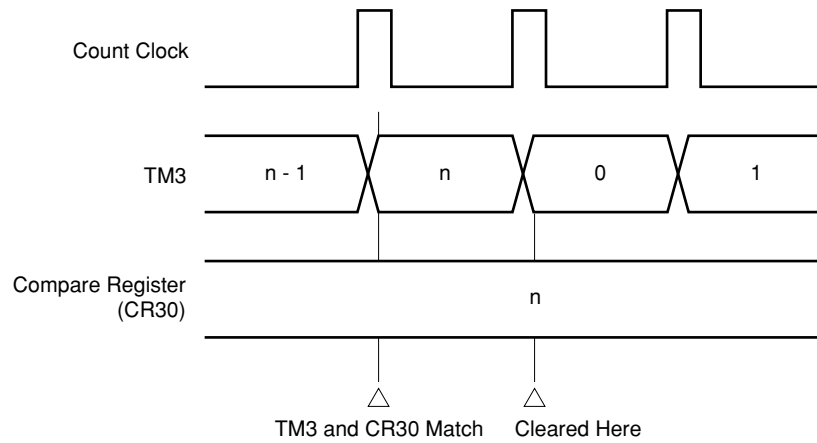 Count Clock
TM3
n - 1
n
0
1
Compare Register
(CR30)
n
TM3 and CR30 Match
Cleared Here